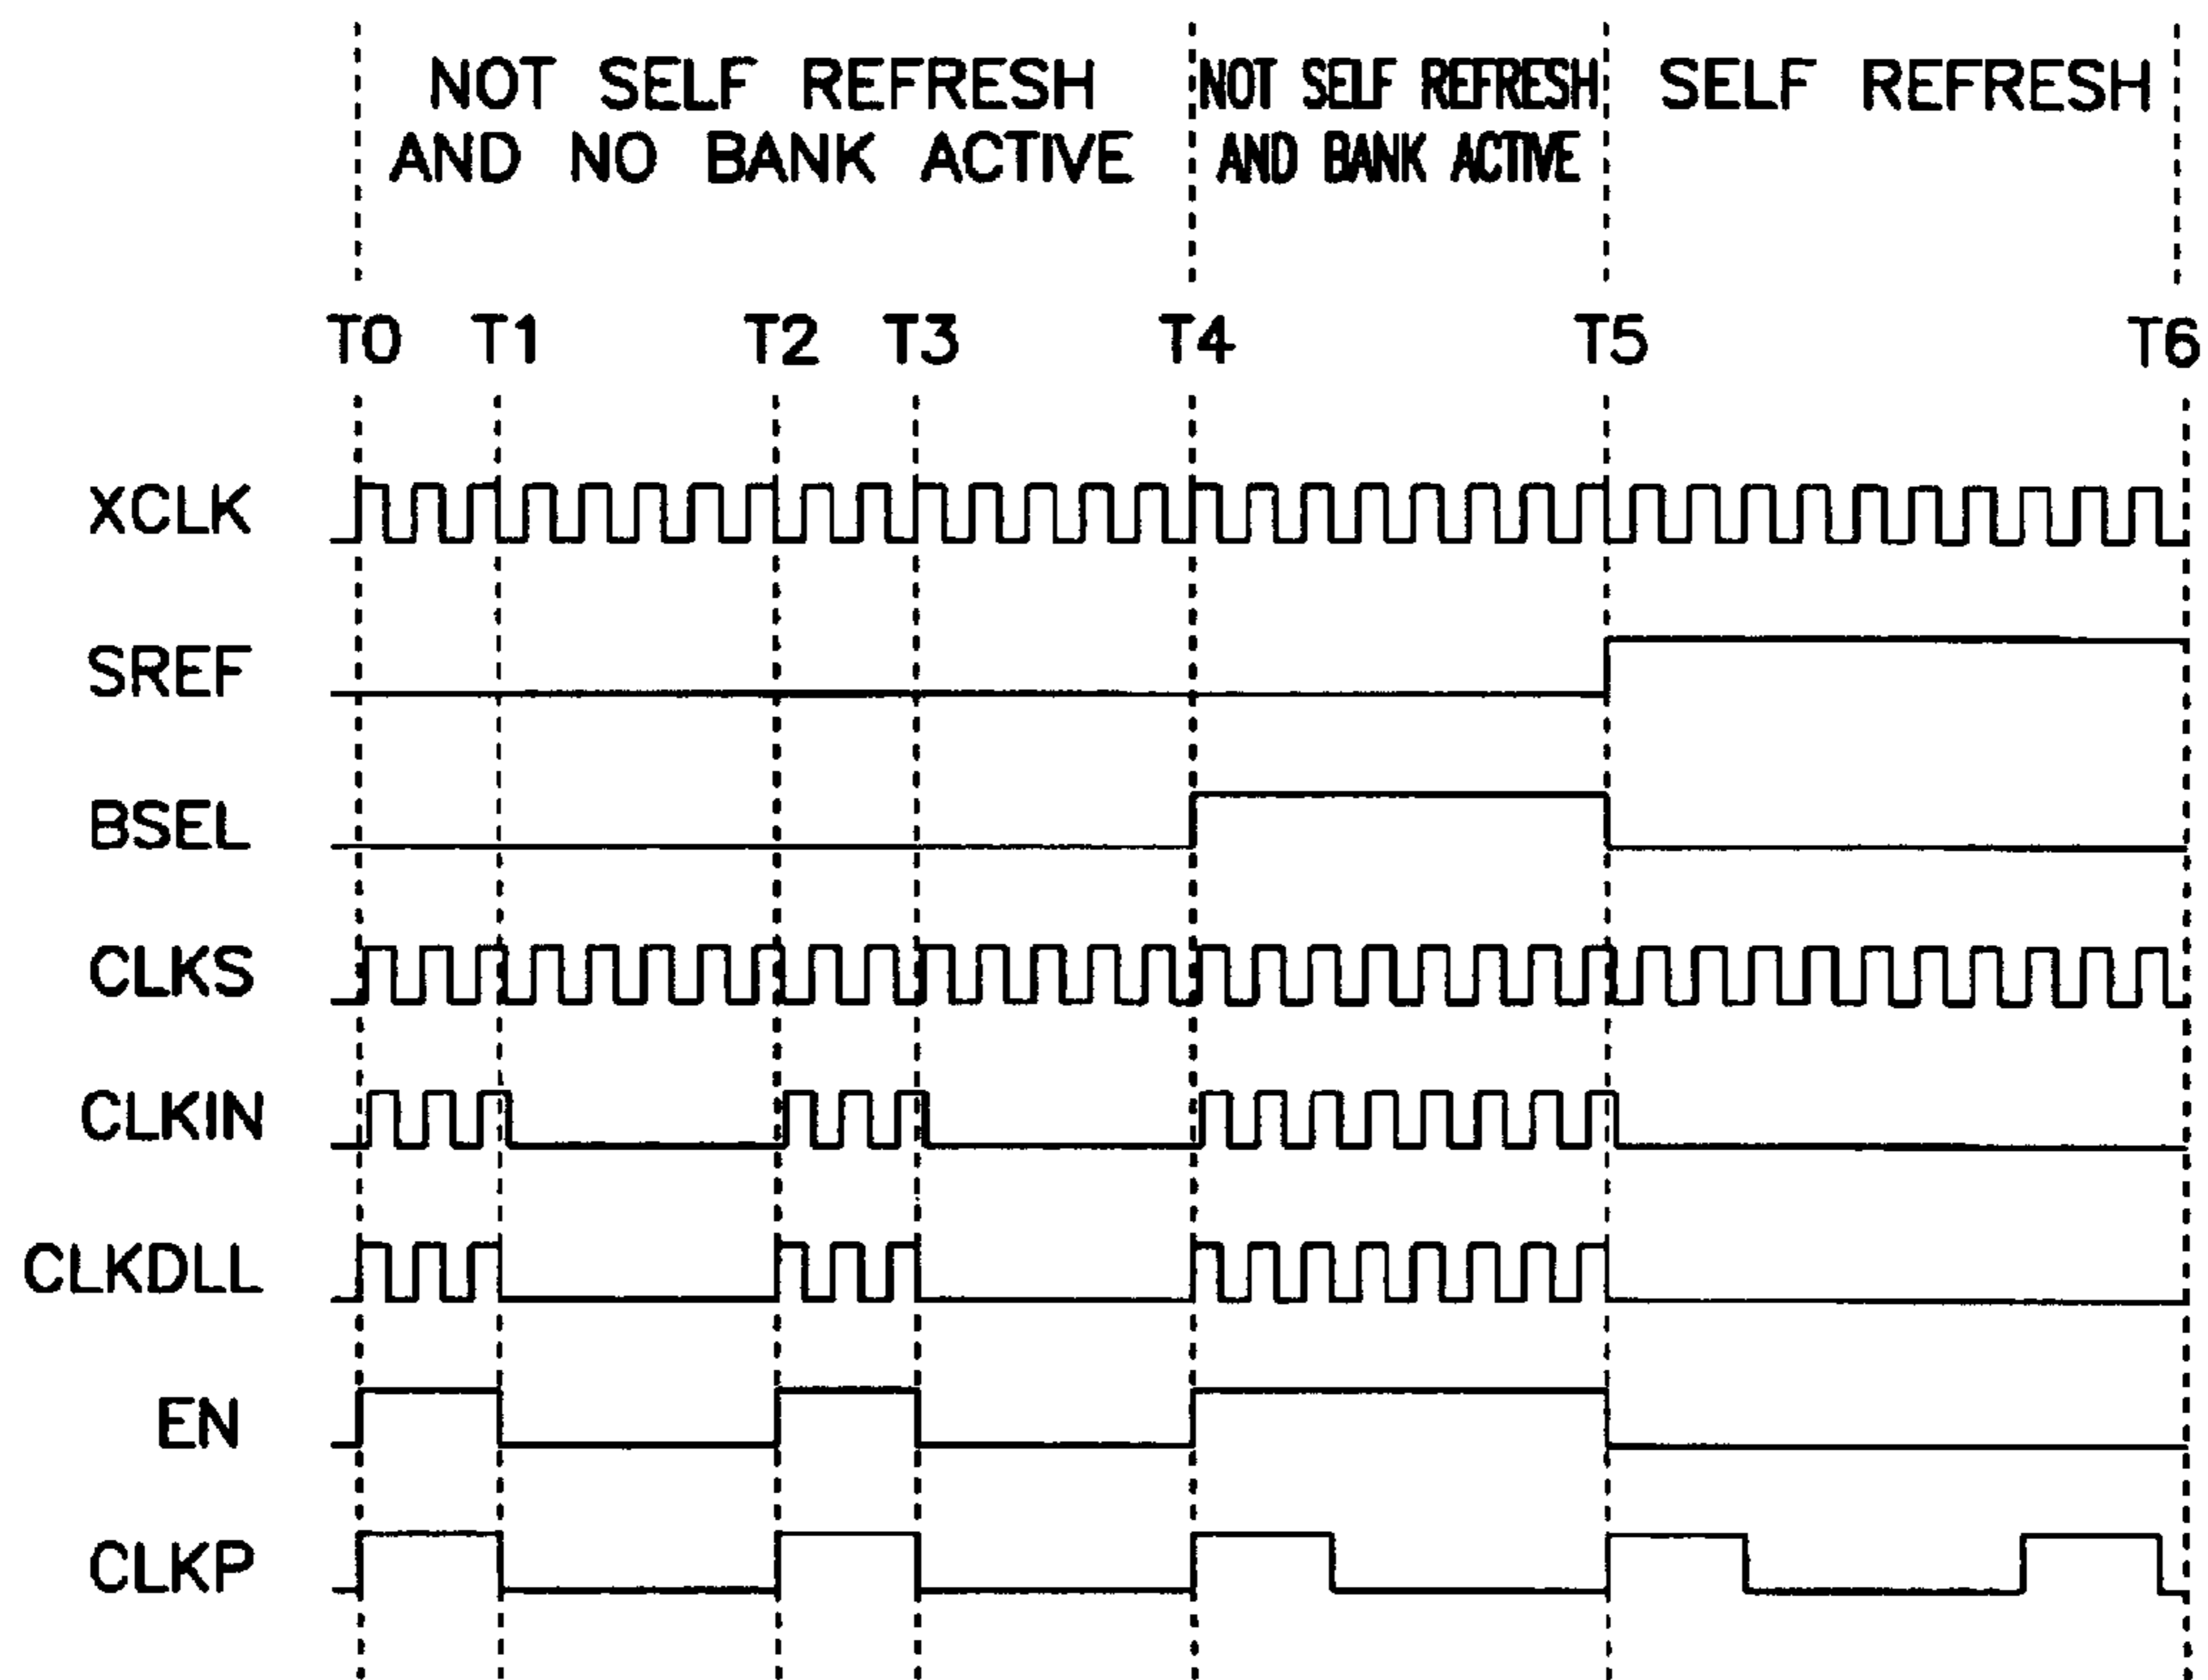 NOT SELF REFRESH
AND NO BANK ACTIVE
NOT SELF REFRESH
AND BANK ACTIVE
SELF REFRESH
T0 T1 T2 T3 T4 T5 T6
XCLK
SREF
BSEL
CLKS
CLKIN
CLKDLL
EN
CLKP